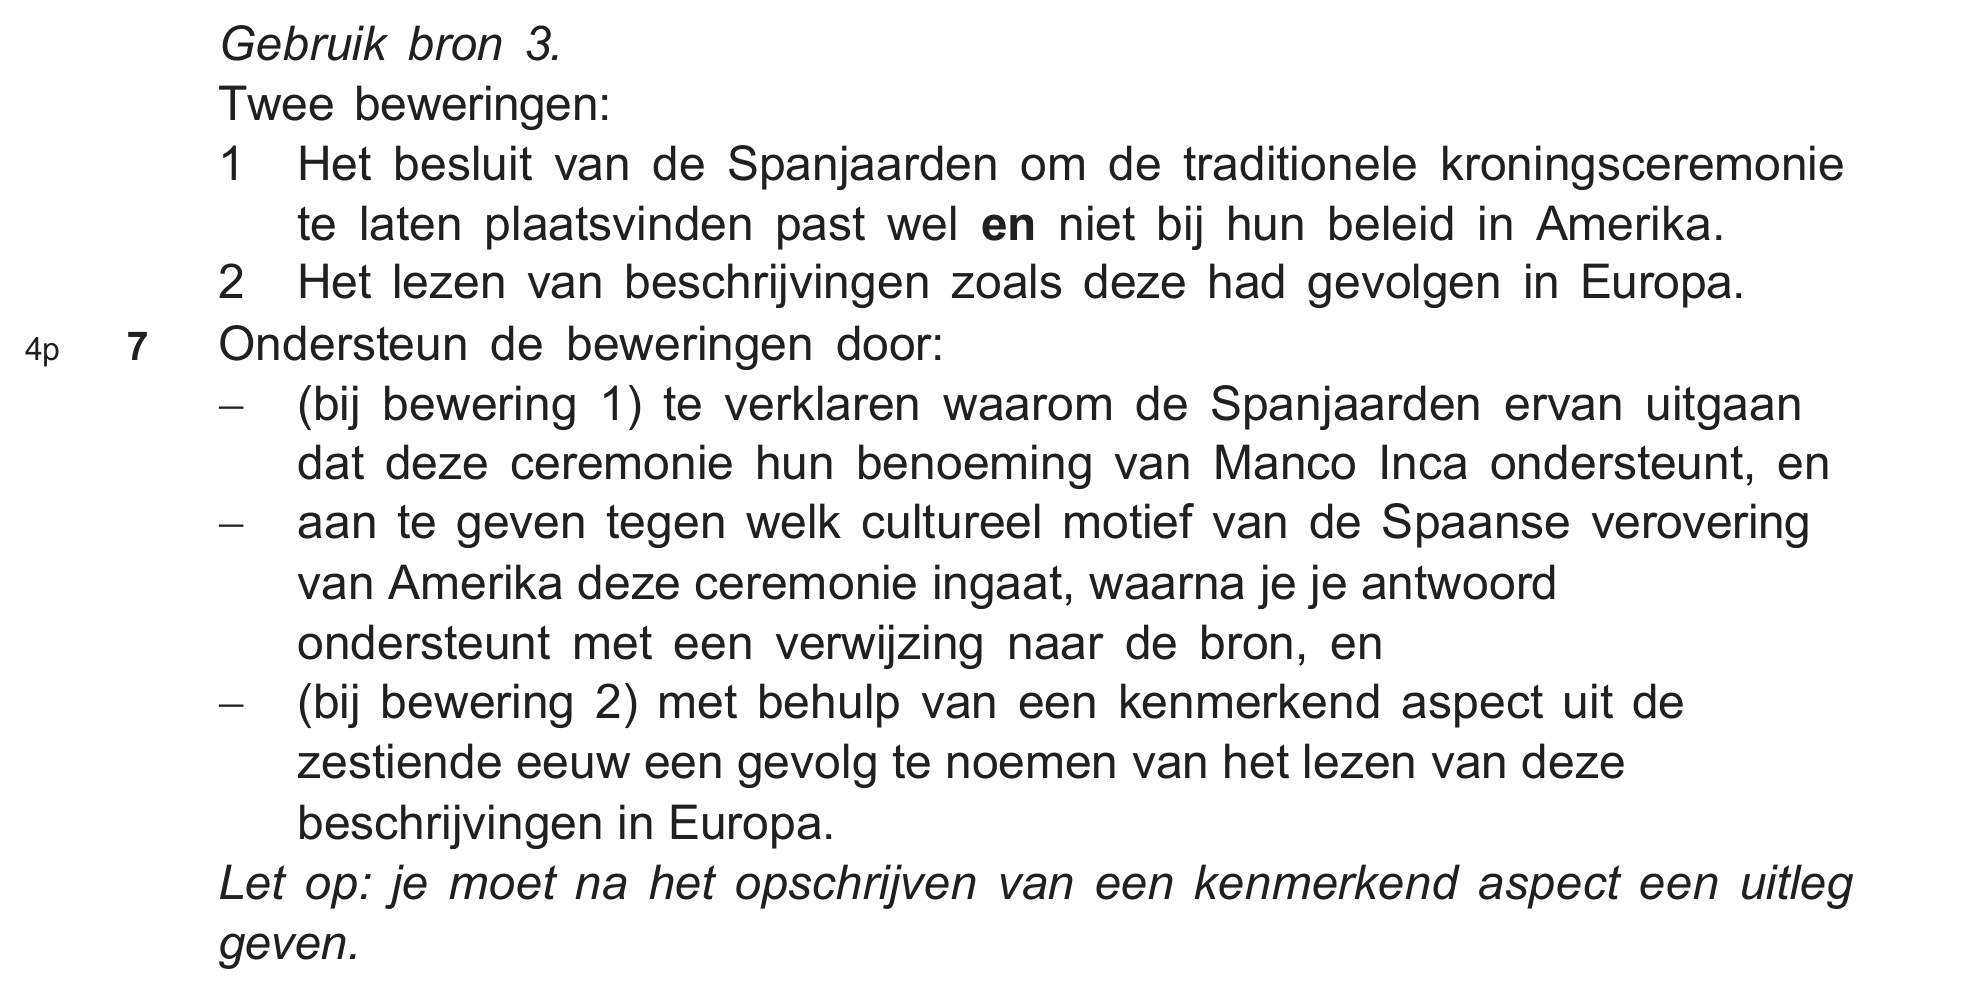 Gebruik bron 3.
Twee beweringen:
1 Het besluit van de Spanjaarden om de traditionele kroningsceremonie
te laten plaatsvinden past wel en niet bij hun beleid in Amerika.
2 Het lezen van beschrijvingen zoals deze had gevolgen in Europa.
4p 7 Ondersteun de beweringen door:
– (bij bewering 1) te verklaren waarom de Spanjaarden ervan uitgaan
dat deze ceremonie hun benoeming van Manco Inca ondersteunt, en
– aan te geven tegen welk cultureel motief van de Spaanse verovering
van Amerika deze ceremonie ingaat, waarna je je antwoord
ondersteunt met een verwijzing naar de bron, en
– (bij bewering 2) met behulp van een kenmerkend aspect uit de
zestiende eeuw een gevolg te noemen van het lezen van deze
beschrijvingen in Europa.
Let op: je moet na het opschrijven van een kenmerkend aspect een uitleg
geven.